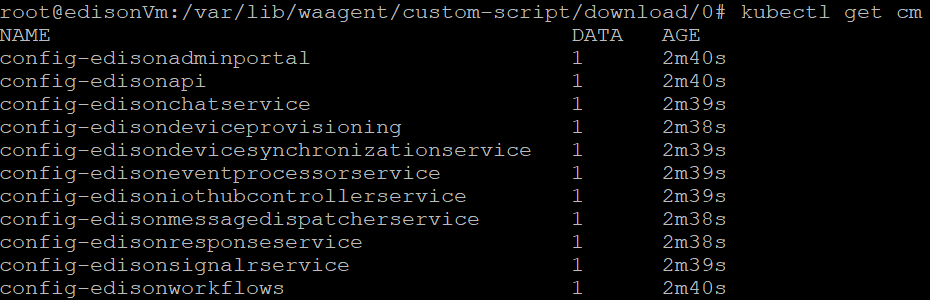 root@edisonVm:/var/lib/waagent/custom-script/download/0# kubectl get cm
NAME DATA AGE
config-edisonadminportal 1 2m40s
config-edisonapi 1 2m40s
config-edisonchatservice 1 2m39s
config-edisondeviceprovisioning 1 2m38s
config-edisondevicesynchronizationservice 1 2m39s
config-edisoneventprocessorservice 1 2m39s
config-edisoniothubcontrollerservice 1 2m39s
config-edisonmessagedispatcherservice 1 2m38s
config-edisonresponseservice 1 2m38s
config-edisonsignalrservice 1 2m39s
config-edisonworkflows 1 2m40s